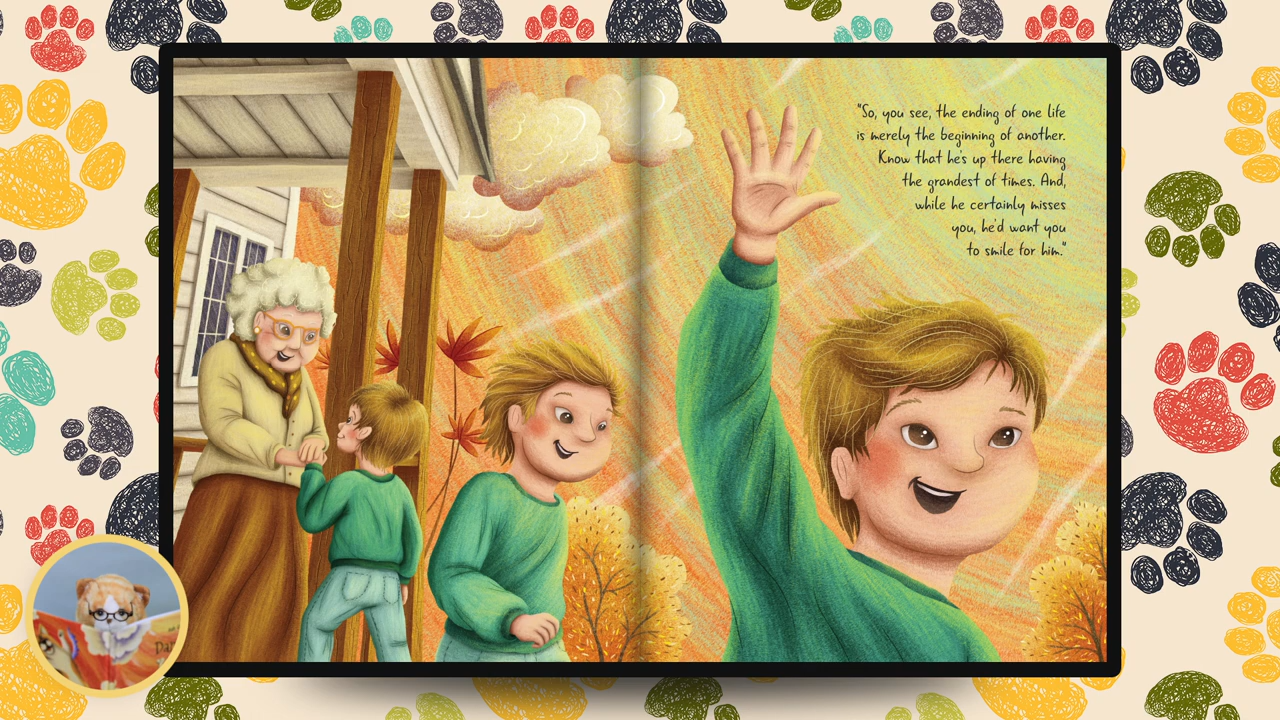 "So, you see, the ending of one life
is merely the beginning of another.
Know that he's up there having
the grandest of times. And,
while he certainly misses
you, he'd want you
to smile for him."